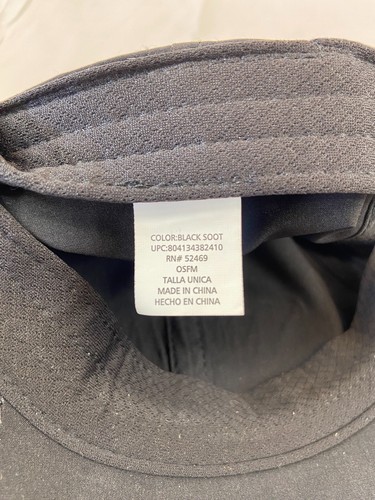 COLOR:BLACK SOOT
UPC:804134382410
RN# 52469
OSFM
TALLA UNICA
MADE IN CHINA
HECHO EN CHINA